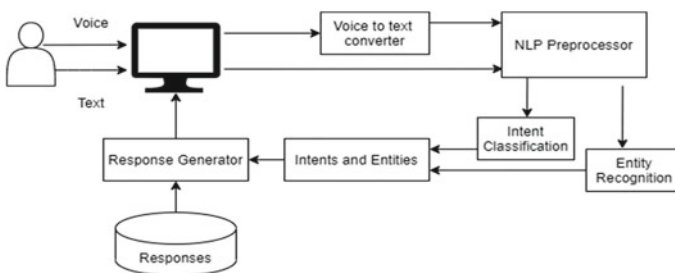 Voice
Text
Voice to text
converter
NLP Preprocessor
Intent
Classification
Entity
Recognition
Intents and Entities
Response Generator
Responses